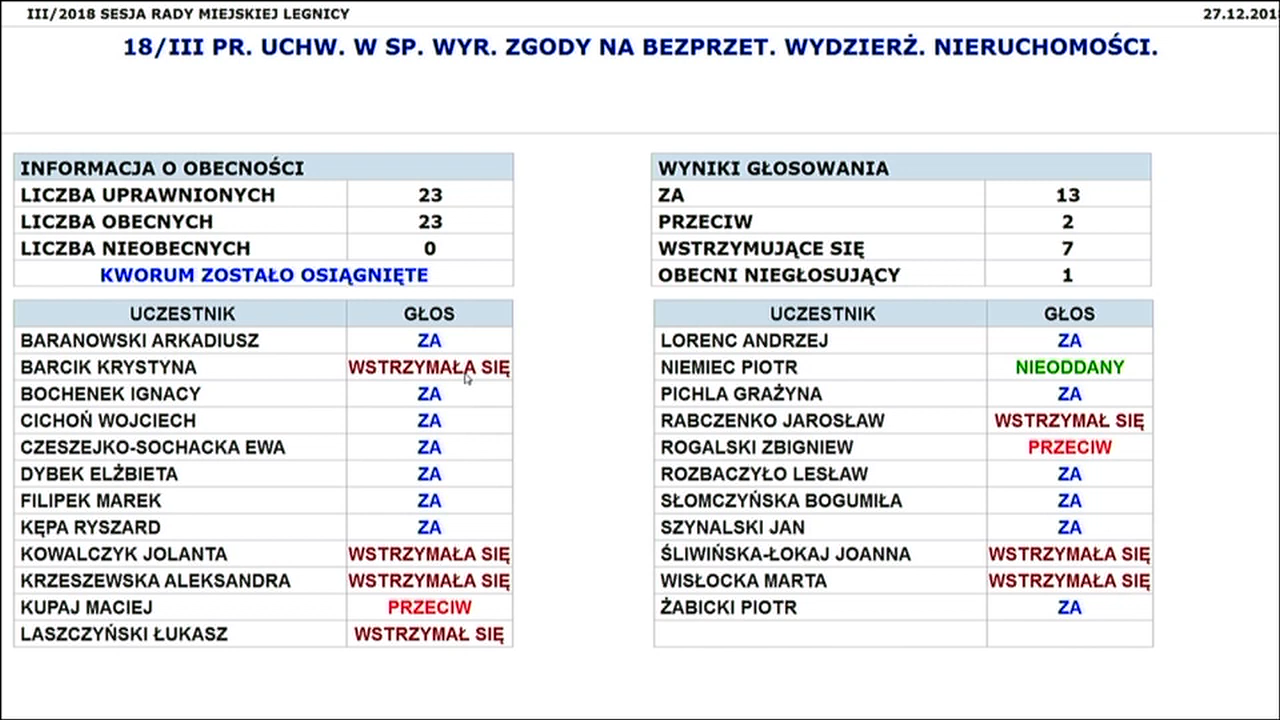 III/2018 SESJA RADY MIEJSKIEJ LEGNICY 27.12.201
18/III PR. UCHW. W SP. WYR. ZGODY NA BEZPRZET. WYDZIERŻ. NIERUCHOMOŚCI.
INFORMACJA O OBECNOŚCI
LICZBA UPRAWNIONYCH 23
LICZBA OBECNYCH 23
LICZBA NIEOBECNYCH 0
KWORUM ZOSTAŁO OSIĄGNIĘTE
WYNIKI GŁOSOWANIA
ZA 13
PRZECIW 2
WSTRZYMUJĄCE SIĘ 7
OBECNI NIEGŁOSUJĄCY 1
UCZESTNIK GŁOS
BARANOWSKI ARKADIUSZ ZA
BARCIK KRYSTYNA WSTRZYMAŁA SIĘ
BOCHENEK IGNACY ZA
CICHOŃ WOJCIECH ZA
CZESZEJKO-SOCHACKA EWA ZA
DYBEK ELŻBIETA ZA
FILIPEK MAREK ZA
KĘPA RYSZARD ZA
KOWALCZYK JOLANTA WSTRZYMAŁA SIĘ
KRZESZEWSKA ALEKSANDRA WSTRZYMAŁA SIĘ
KUPAJ MACIEJ PRZECIW
LASZCZYŃSKI ŁUKASZ WSTRZYMAŁ SIĘ
UCZESTNIK GŁOS
LORENC ANDRZEJ ZA
NIEMIEC PIOTR NIEODDANY
PICHLA GRAŻYNA ZA
RABCZENKO JAROSŁAW WSTRZYMAŁ SIĘ
ROGALSKI ZBIGNIEW PRZECIW
ROZBACZYŁO LESŁAW ZA
SŁOMCZYŃSKA BOGUMIŁA ZA
SZYNALSKI JAN ZA
ŚLIWIŃSKA-ŁOKAJ JOANNA WSTRZYMAŁA SIĘ
WISŁOCKA MARTA WSTRZYMAŁA SIĘ
ŻABICKI PIOTR ZA